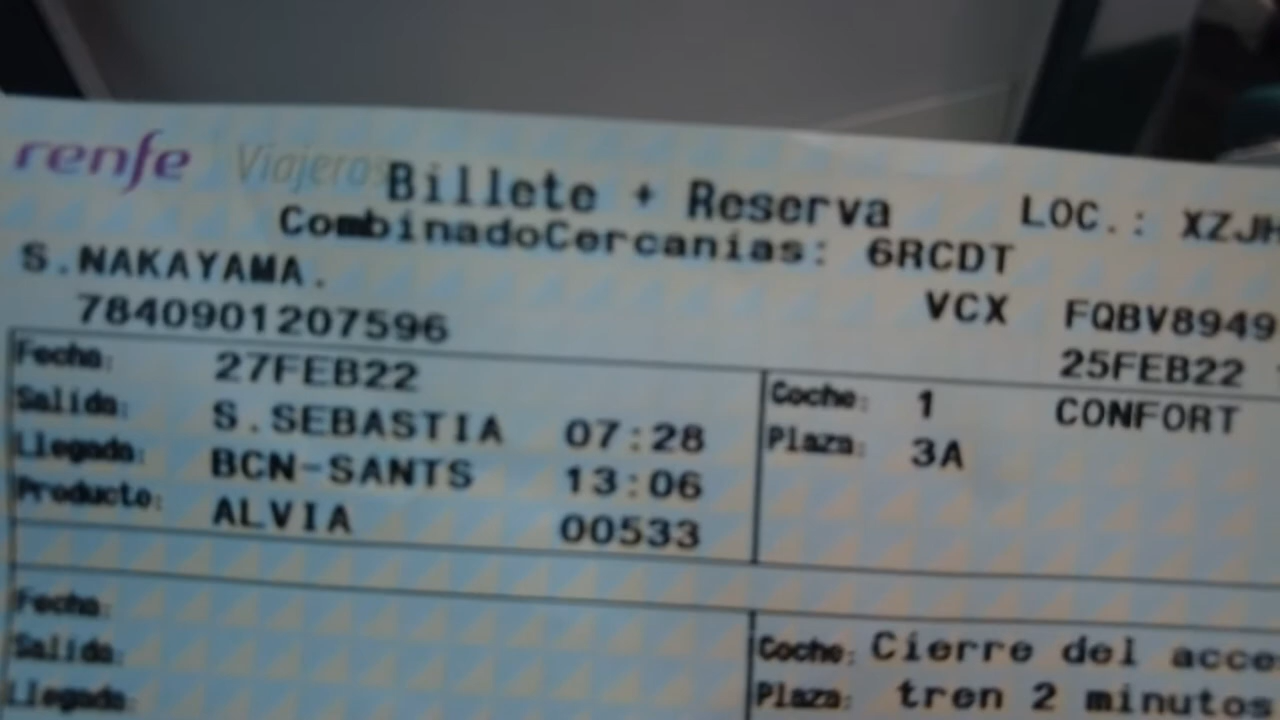 renfe Viajeros Billete + Reserva LOC.: XZJH
CombinadoCercanias: 6RCDT
S.NAKAYAMA.
7840901207596 VCX FQBV8949
25FEB22
Fecha: 27FEB22 Coche: 1 CONFORT
Salida: S.SEBASTIA 07:28 Plaza: 3A
Llegada: BCN-SANTS 13:06
Producto: ALVIA 00533
Fecha:
Salida: Coche: Cierre del acce
Llegada: Plaza: tren 2 minutos